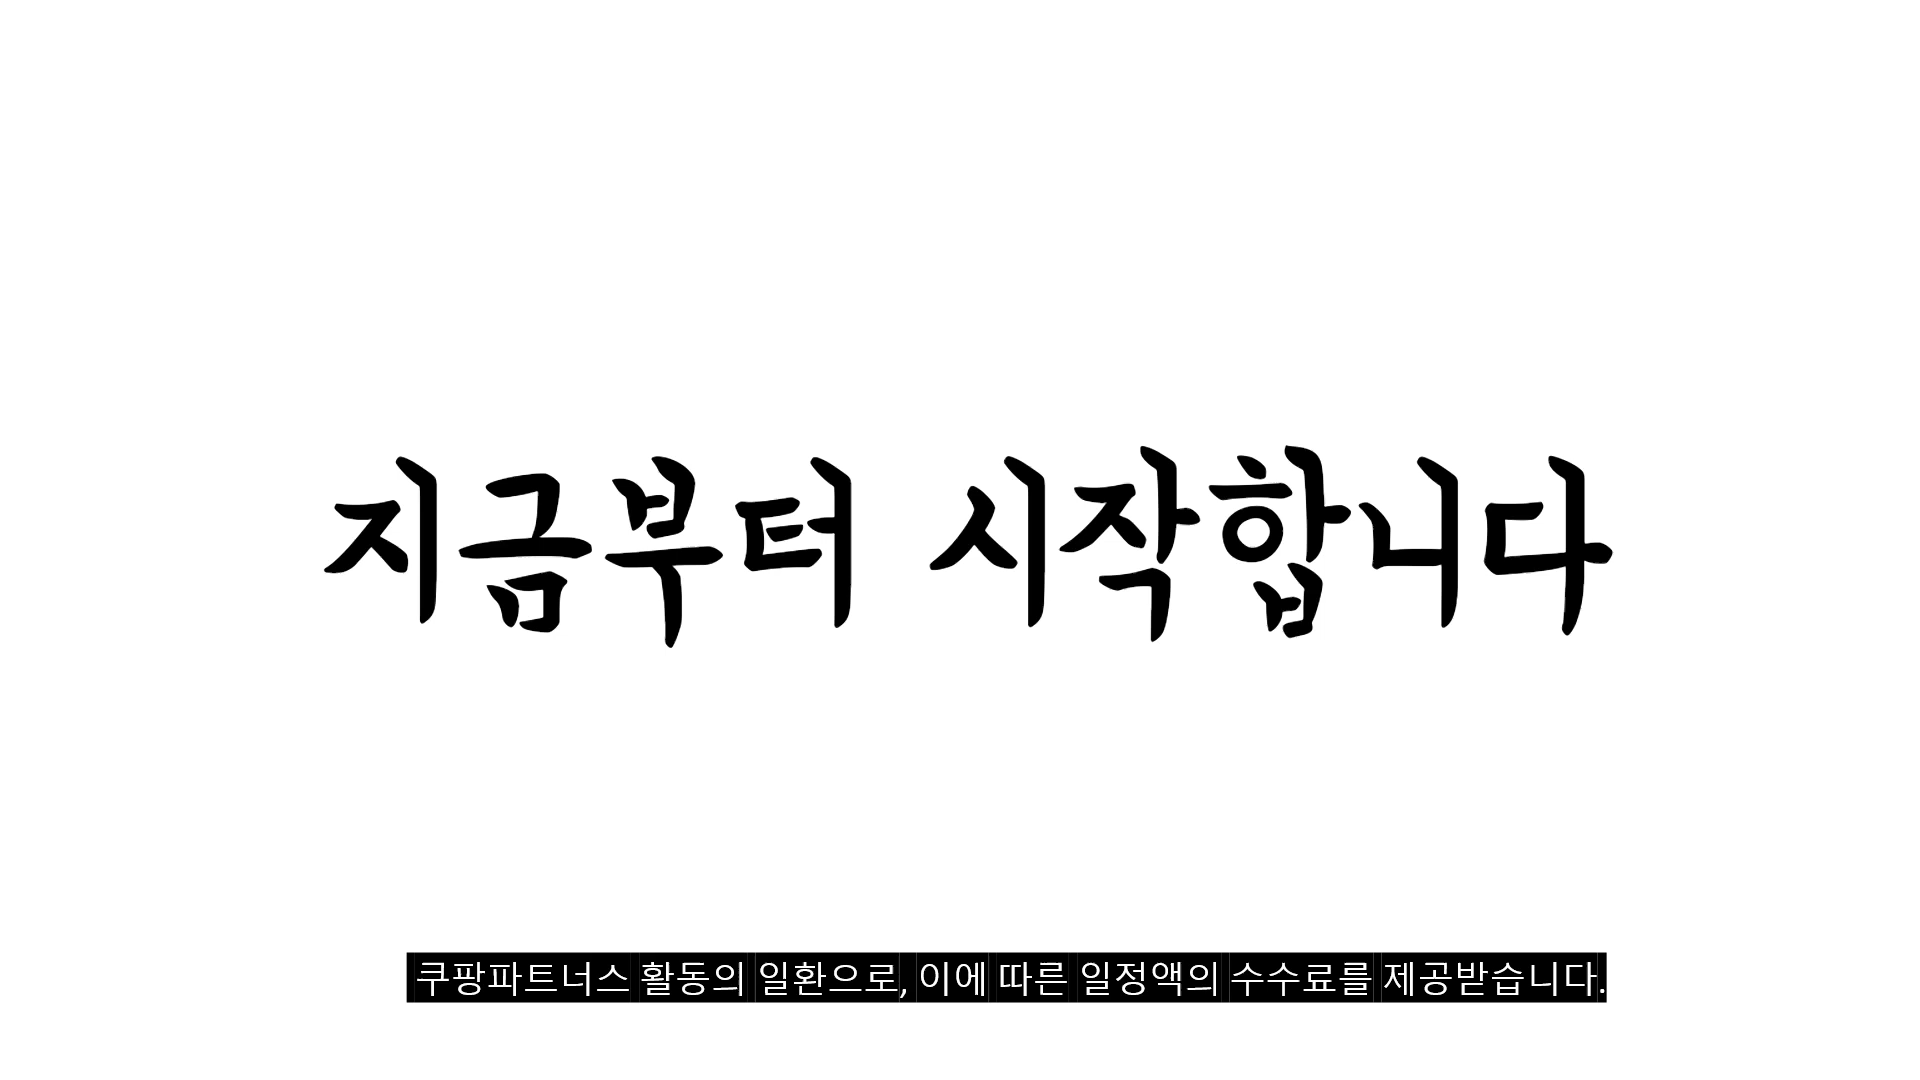 지금부터 시작합니다
쿠팡파트너스 활동의 일환으로, 이에 따른 일정액의 수수료를 제공받습니다.